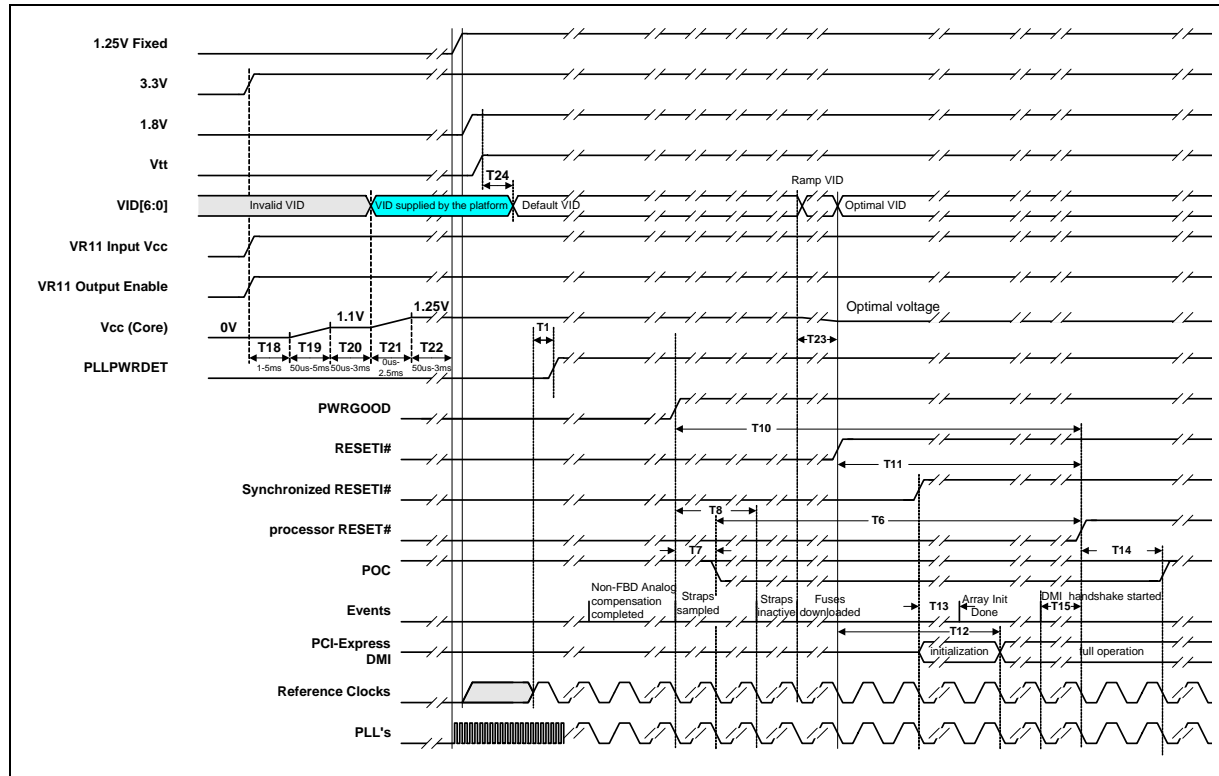 1.25V Fixed
3.3V
1.8V
Vtt
T24
Ramp VID
VID[6:0]
Invalid VID
VID supplied by the platform
Default VID
Optimal VID
VR11 Input Vcc
VR11 Output Enable
Vcc (Core)
0V
1.1V
1.25V
Optimal voltage
T1
T23
T18
T19
T20
T21
T22
1-5ms
50us-5ms
50us-3ms
0us-
2.5ms
50us-3ms
PLLPWRDET
PWRGOOD
T10
RESETI#
T11
Synchronized RESETI#
T8
T6
processor RESET#
T7
T14
POC
Events
Non-FBD Analog
compensation
completed
Straps
sampled
Straps
inactive
Fuses
downloaded
T13
Array Init
Done
DMI handshake started
T15
T12
PCI-Express
DMI
initialization
full operation
Reference Clocks
PLL's